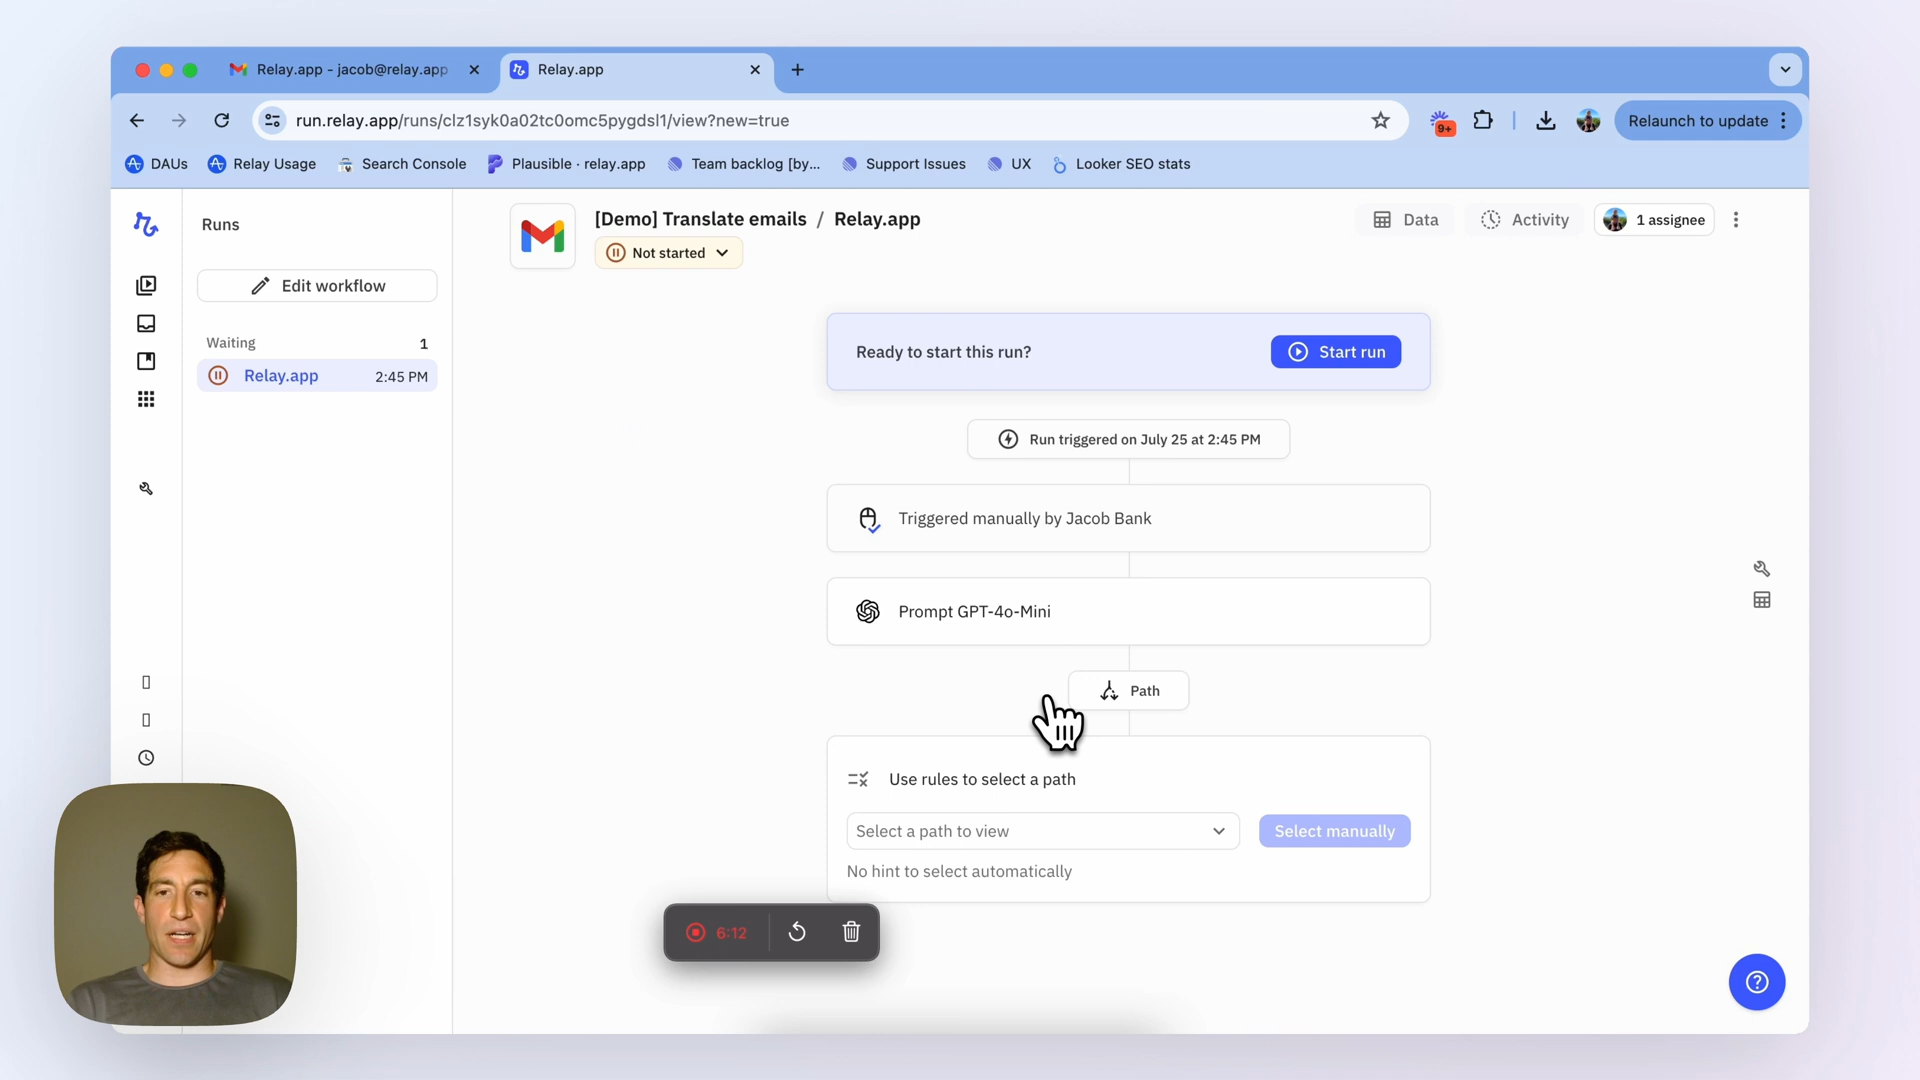 Relay.app - jacob@relay.app
Relay.app
run.relay.app/runs/clz1syk0a02tc0omc5pygdsl1/view?new=true
9+
Relaunch to update
DAUs
Relay Usage
Search Console
Plausible · relay.app
Team backlog [by...
Support Issues
UX
Looker SEO stats
Runs
Edit workflow
Waiting 1
Relay.app 2:45 PM
[Demo] Translate emails / Relay.app
Not started
Data
Activity
1 assignee
Ready to start this run?
Start run
Run triggered on July 25 at 2:45 PM
Triggered manually by Jacob Bank
Prompt GPT-4o-Mini
Path
Use rules to select a path
Select a path to view
Select manually
No hint to select automatically
6:12